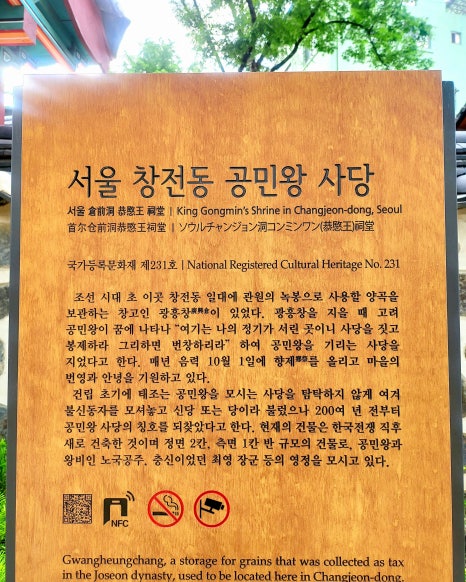 서울 창전동 공민왕 사당
서울 倉前洞 恭愍王 祠堂 | King Gongmin's Shrine in Changjeon-dong, Seoul
首尔仓前洞恭愍王祠堂 | ソウルチャンジョン洞コンミンワン(恭愍王)祠堂
국가등록문화재 제231호 | National Registered Cultural Heritage No. 231
조선 시대 초 이곳 창전동 일대에 관원의 녹봉으로 사용할 양곡을
보관하는 창고인 광흥창廣興倉이 있었다. 광흥창을 지을 때 고려
공민왕이 꿈에 나타나 “여기는 나의 정기가 서린 곳이니 사당을 짓고
봉제하라 그리하면 번창하리라” 하여 공민왕을 기리는 사당을
지었다고 한다. 매년 음력 10월 1일에 향제鄕祭를 올리고 마을의
번영과 안녕을 기원하고 있다.
건립 초기에 태조는 공민왕을 모시는 사당을 탐탁하지 않게 여겨
불신동자를 모셔놓고 신당 또는 당이라 불렀으나 200여 년 전부터
공민왕 사당의 칭호를 되찾았다고 한다. 현재의 건물은 한국전쟁 직후
새로 건축한 것이며 정면 2칸, 측면 1칸 반 규모의 건물로, 공민왕과
왕비인 노국공주, 충신이었던 최영 장군 등의 영정을 모시고 있다.
NFC
Gwangheungchang, a storage for grains that was collected as tax
in the Joseon dynasty, used to be located here in Changjeon-dong.